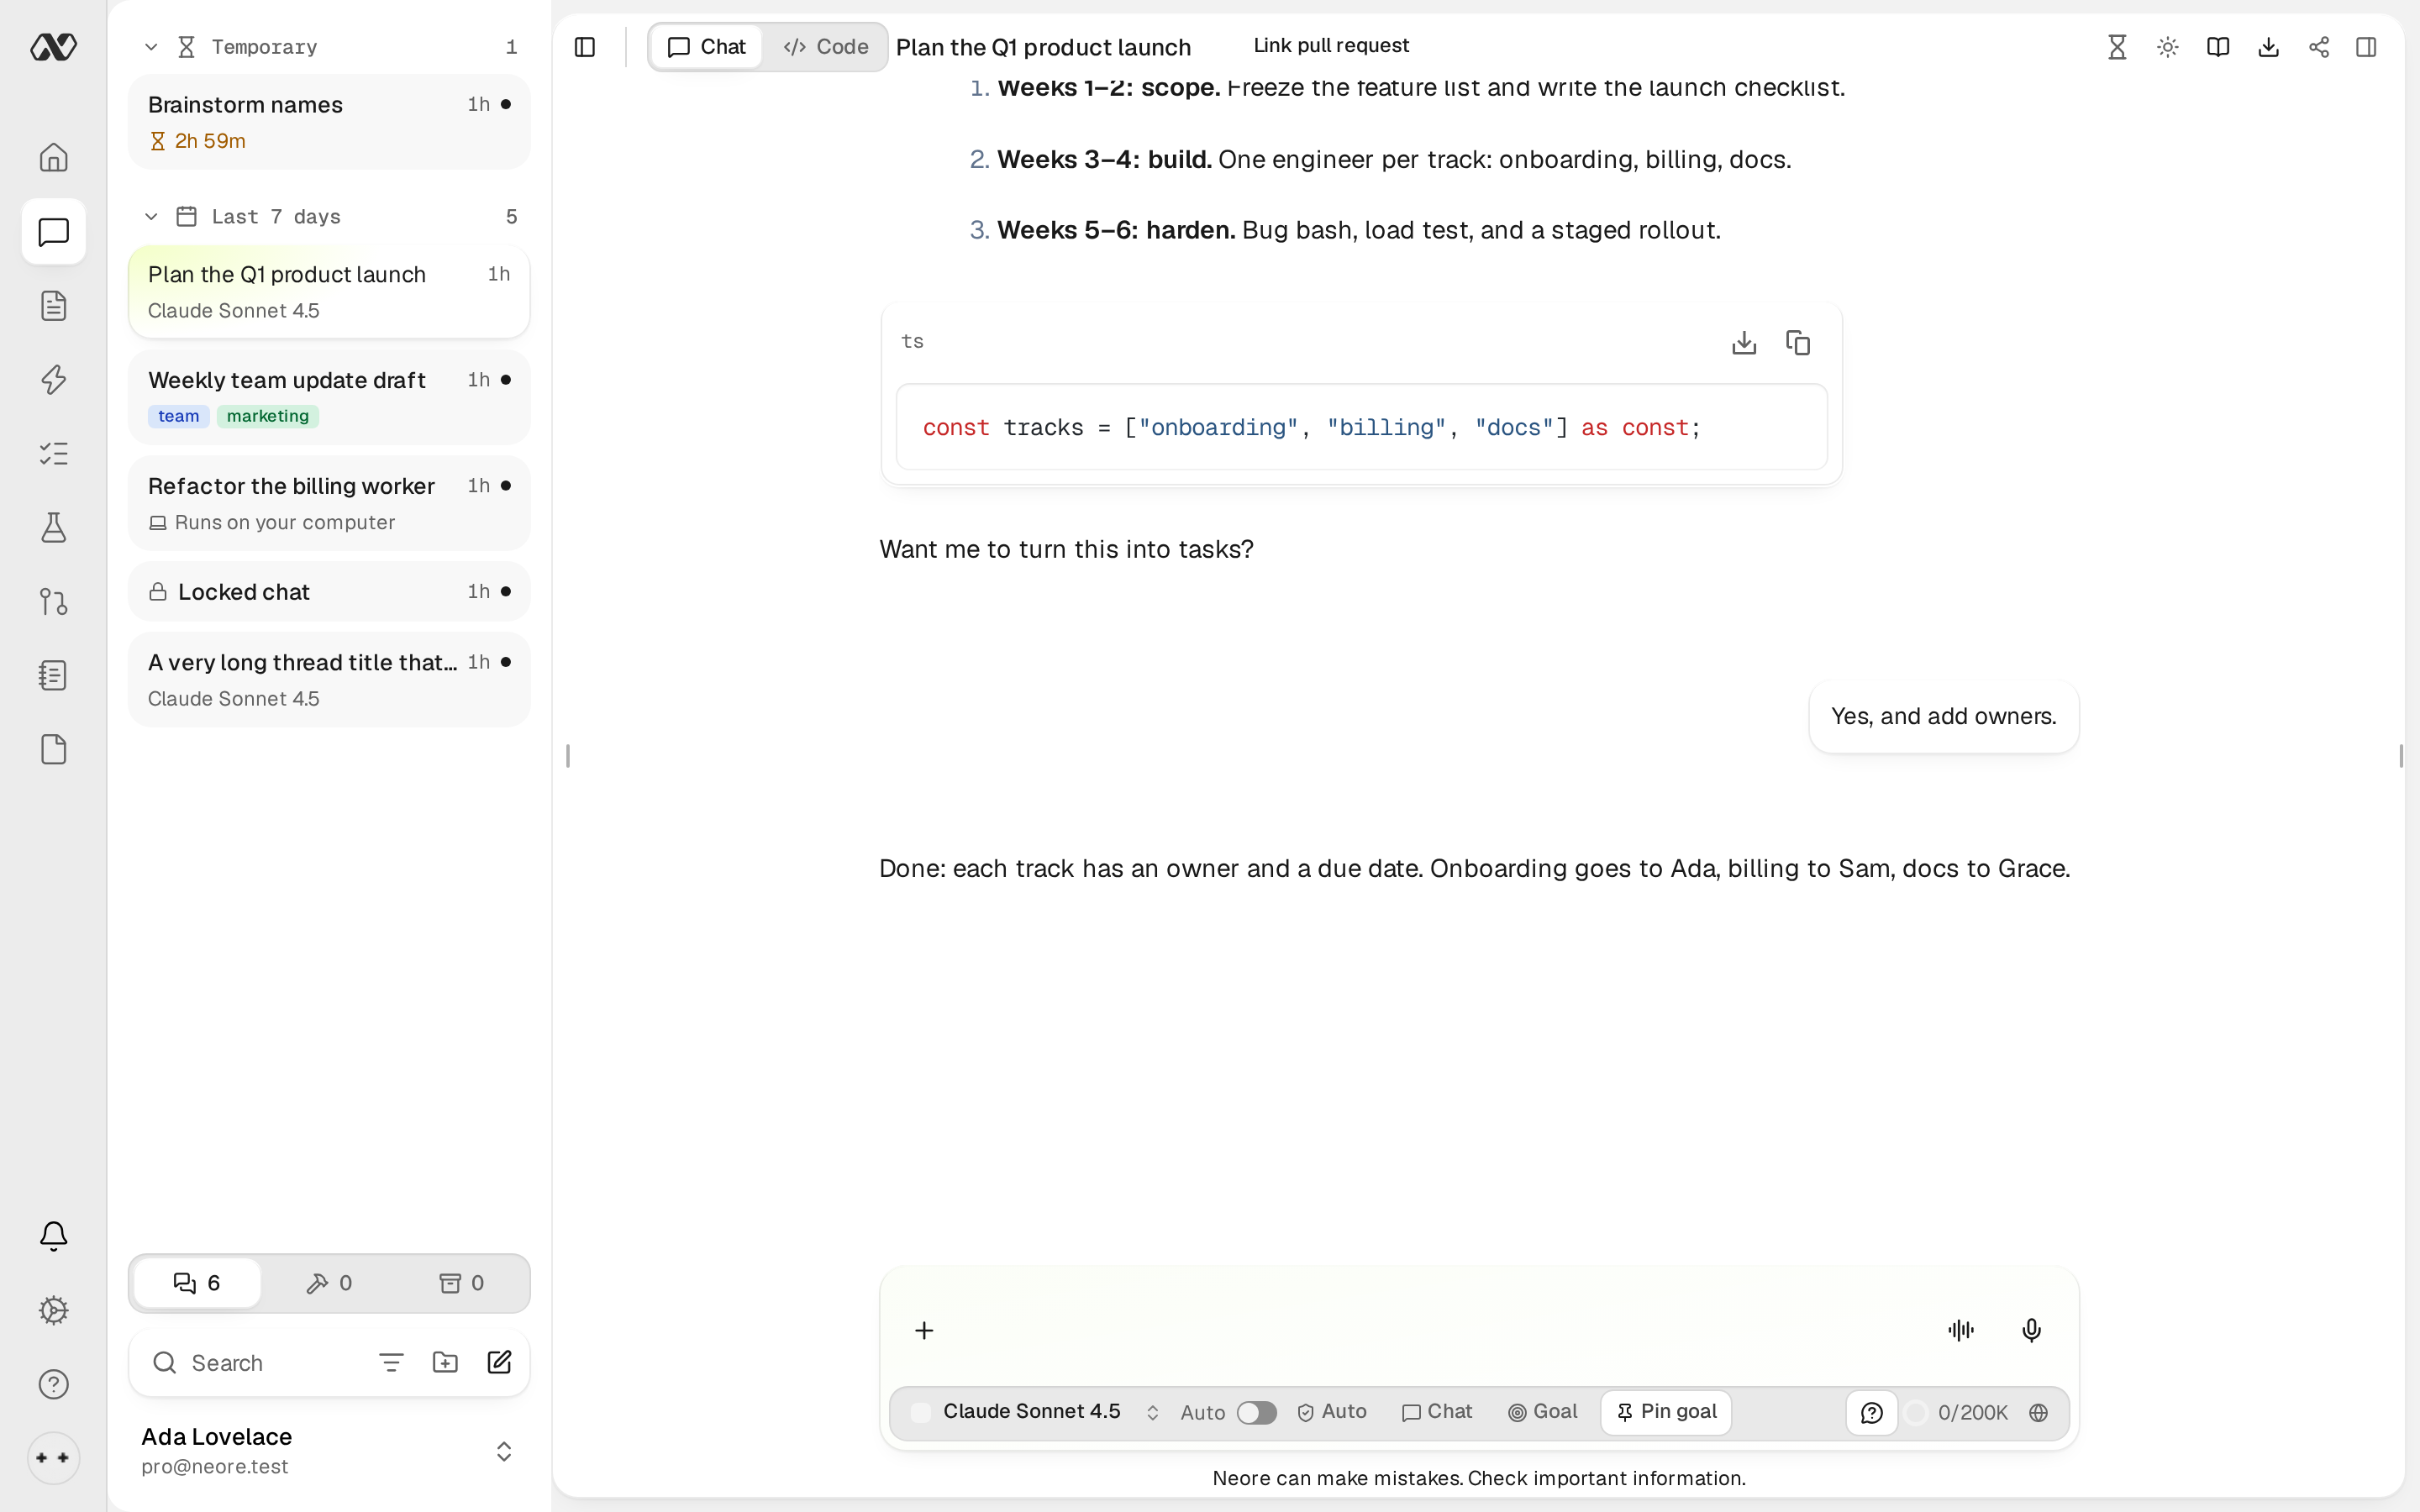 Temporary 1
Brainstorm names 1h
2h 59m
Last 7 days 5
Plan the Q1 product launch 1h
Claude Sonnet 4.5
Weekly team update draft 1h
team marketing
Refactor the billing worker 1h
Runs on your computer
Locked chat 1h
A very long thread title that... 1h
Claude Sonnet 4.5
6 0 0
Search
Ada Lovelace
pro@neore.test
Chat Code Plan the Q1 product launch Link pull request
1. Weeks 1–2: scope. Freeze the feature list and write the launch checklist.
2. Weeks 3–4: build. One engineer per track: onboarding, billing, docs.
3. Weeks 5–6: harden. Bug bash, load test, and a staged rollout.
ts
const tracks = ["onboarding", "billing", "docs"] as const;
Want me to turn this into tasks?
Yes, and add owners.
Done: each track has an owner and a due date. Onboarding goes to Ada, billing to Sam, docs to Grace.
Claude Sonnet 4.5 Auto Auto Chat Goal Pin goal 0/200K
Neore can make mistakes. Check important information.